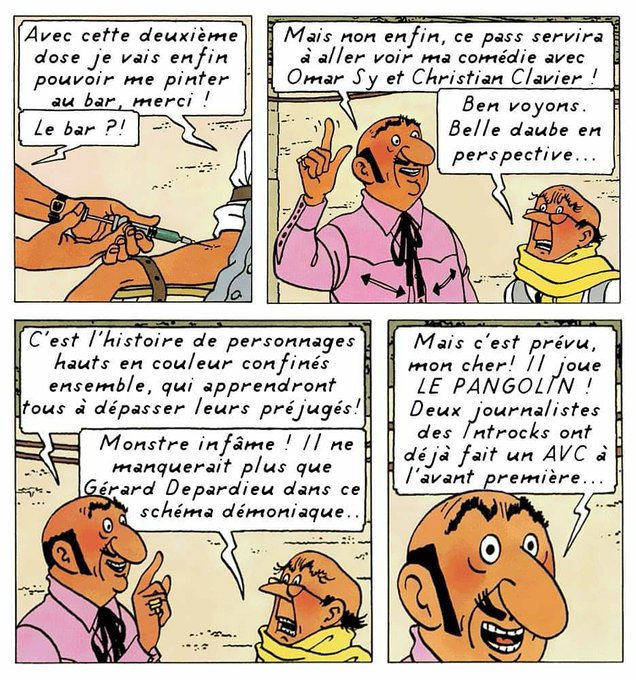 Avec cette deuxième
dose je vais enfin
pouvoir me pinter
au bar, merci !
Le bar ?!
Mais non enfin, ce pass servira
à aller voir ma comédie avec
Omar Sy et Christian Clavier !
Ben voyons.
Belle daube en
perspective...
C'est l'histoire de personnages
hauts en couleur confinés
ensemble, qui apprendront
tous à dépasser leurs préjugés!
Monstre infâme ! Il ne
manquerait plus que
Gérard Depardieu dans ce
schéma démoniaque..
Mais c'est prévu,
mon cher! Il joue
LE PANGOLIN !
Deux journalistes
des Introcks ont
déjà fait un AVC à
l'avant première...